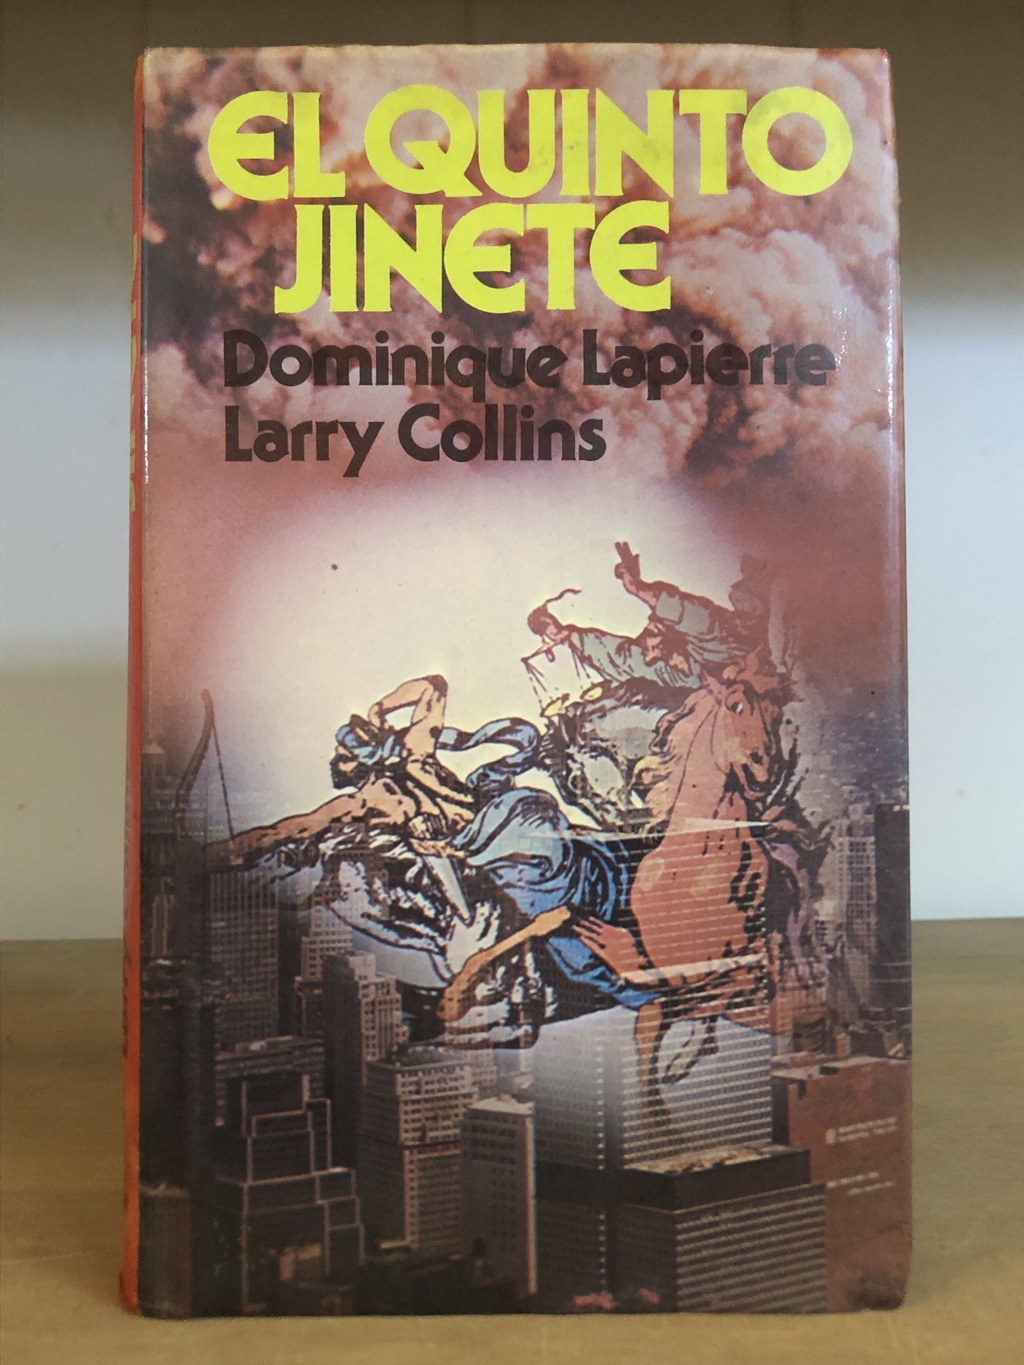 EL QUINTO
JINETE
Dominique Lapierre
Larry Collins